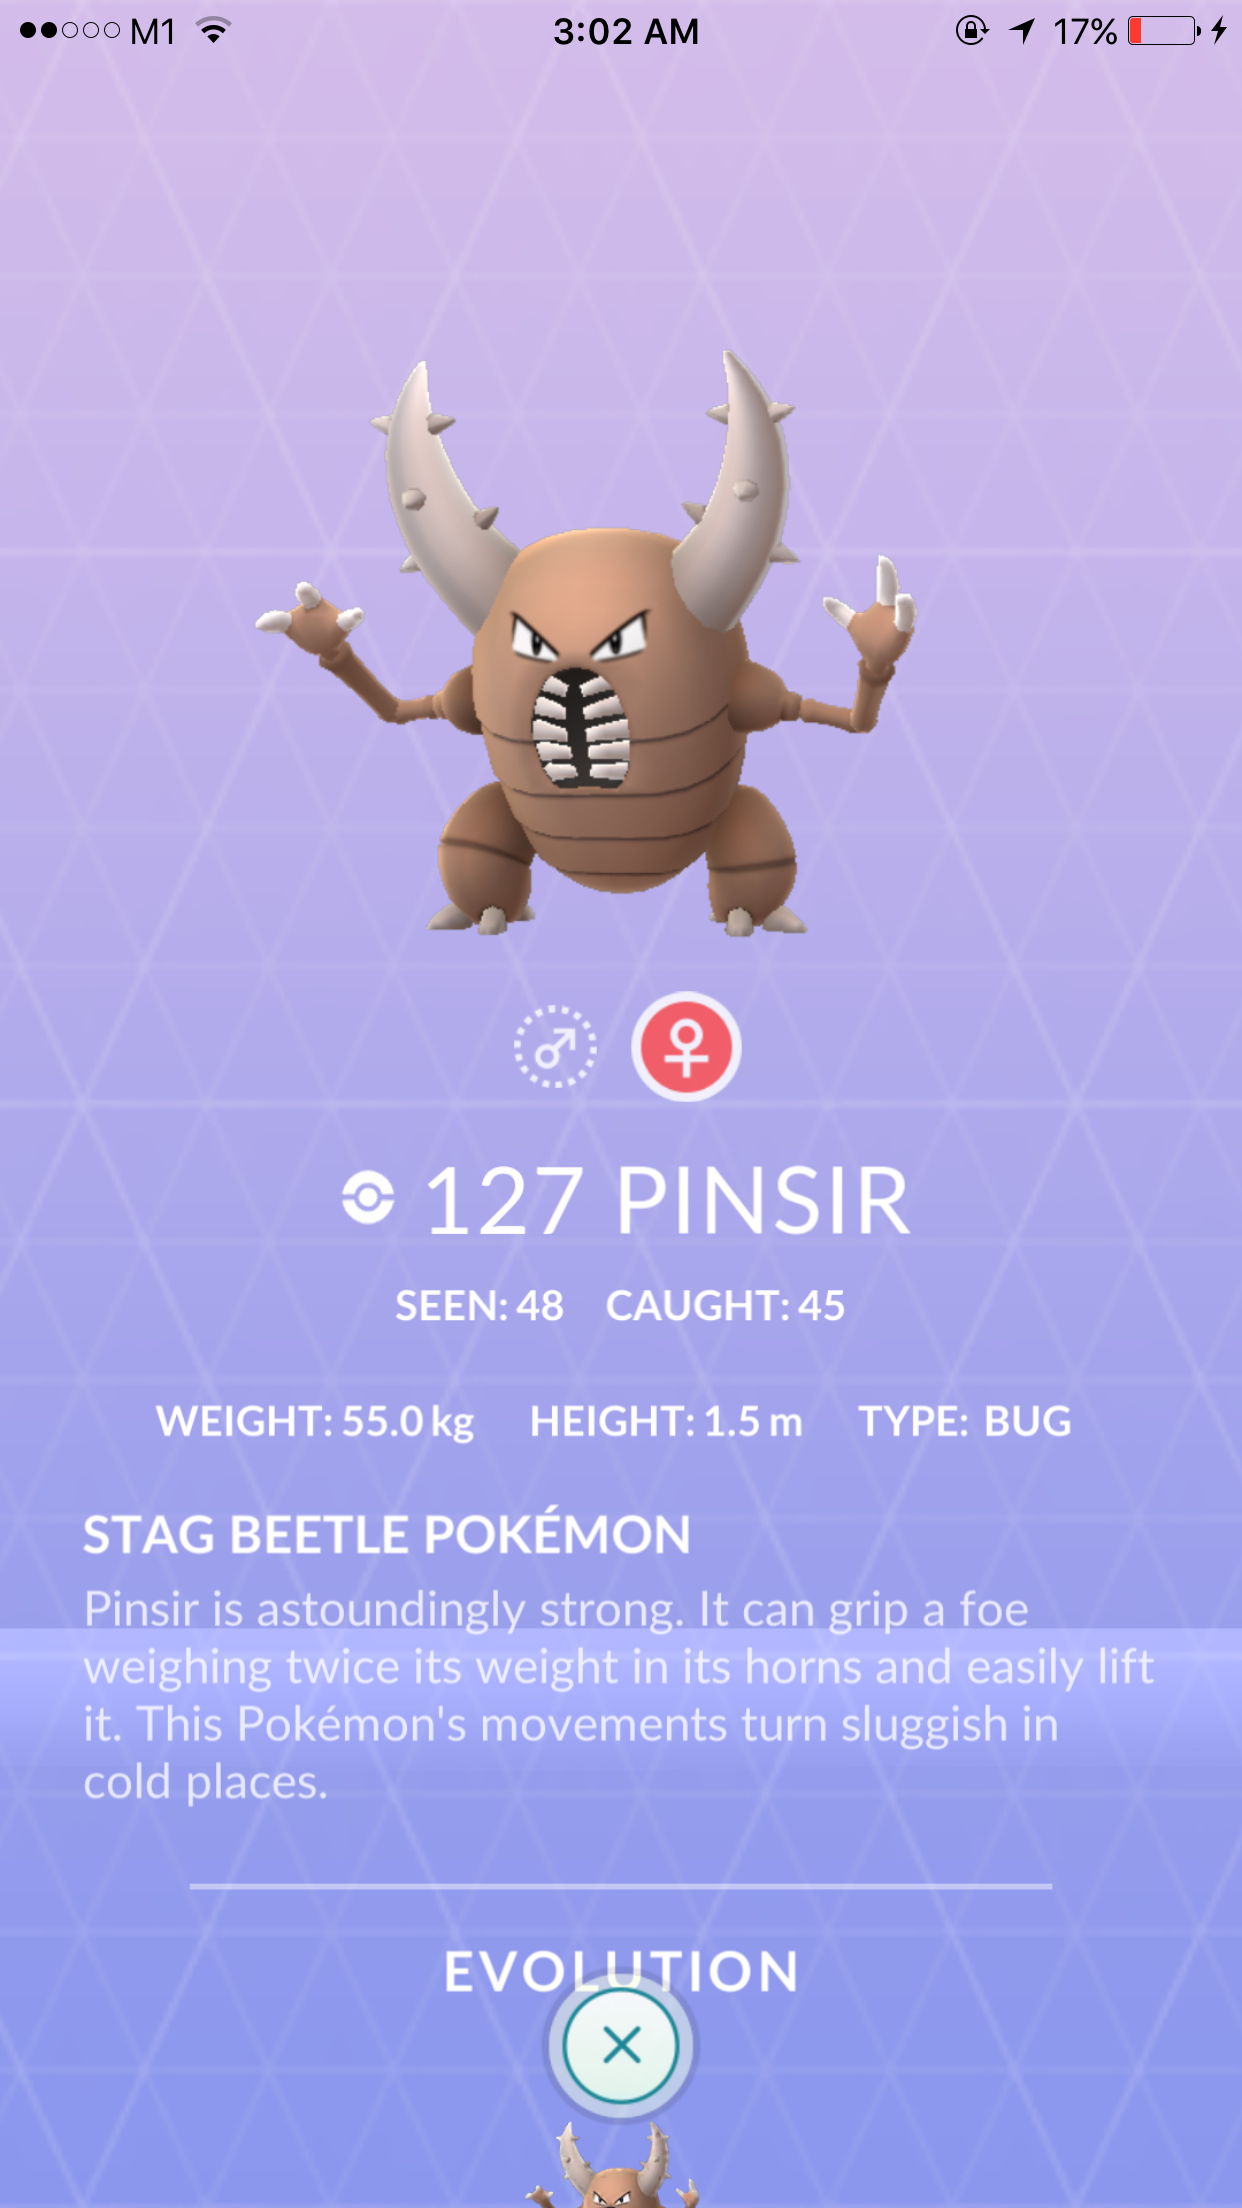 M1 3:02 AM 17%
127 PINSIR
SEEN: 48 CAUGHT: 45
WEIGHT: 55.0 kg HEIGHT: 1.5 m TYPE: BUG
STAG BEETLE POKÉMON
Pinsir is astoundingly strong. It can grip a foe
weighing twice its weight in its horns and easily lift
it. This Pokémon's movements turn sluggish in
cold places.
EVOLUTION